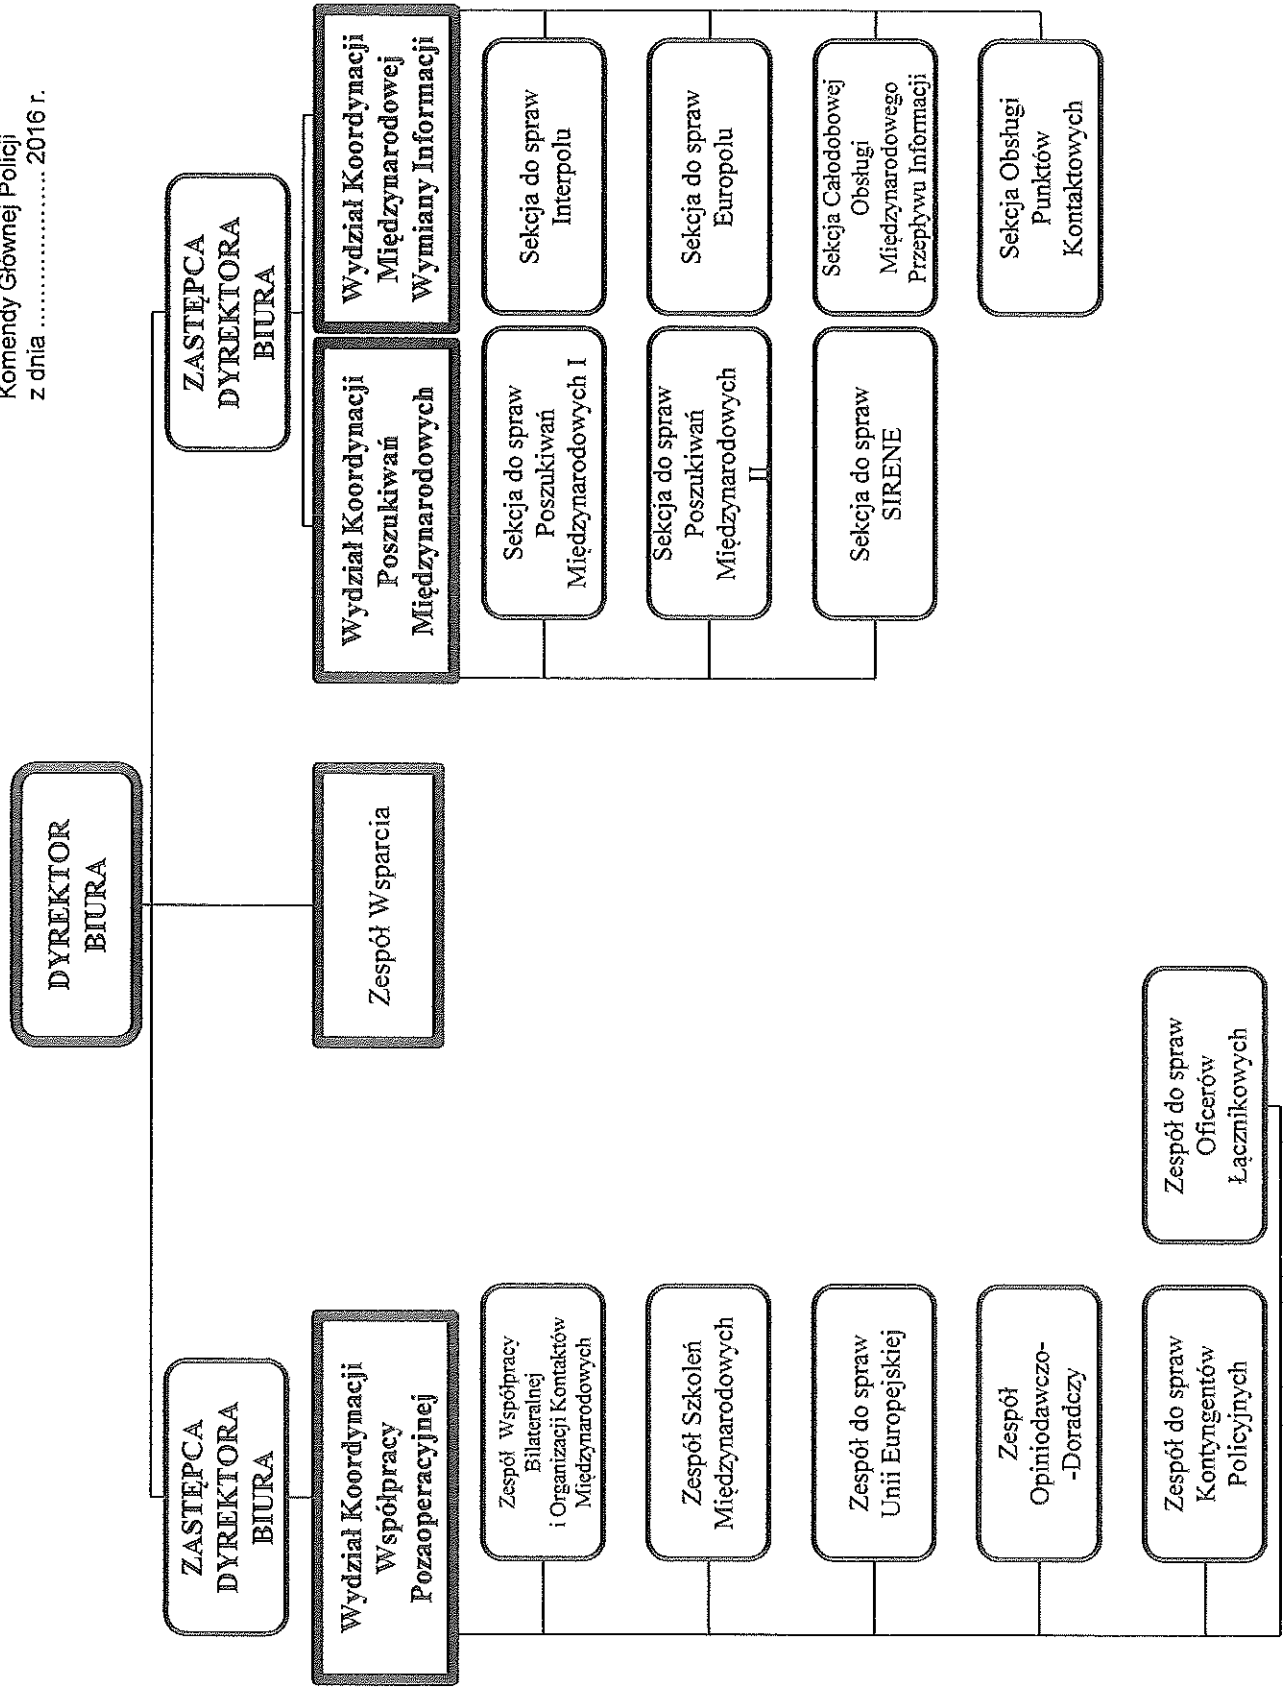 Komendy Głównej Policji
z dnia ................... 2016 r.
DYREKTOR
BIURA
ZASTĘPCA
DYREKTORA
BIURA
Wydział Koordynacji
Współpracy
Pozaoperacyjnej
Zespół Współpracy
Bilateralnej
i Organizacji Kontaktów
Międzynarodowych
Zespół Szkoleń
Międzynarodowych
Zespół do spraw
Unii Europejskiej
Zespół
Opiniodawczo-
-Doradczy
Zespół do spraw
Kontyngentów
Policyjnych
Zespół do spraw
Oficerów
Łącznikowych
Zespół Wsparcia
ZASTĘPCA
DYREKTORA
BIURA
Wydział Koordynacji
Poszukiwań
Międzynarodowych
Sekcja do spraw
Poszukiwań
Międzynarodowych I
Sekcja do spraw
Poszukiwań
Międzynarodowych
II
Sekcja do spraw
SIRENE
Wydział Koordynacji
Międzynarodowej
Wymiany Informacji
Sekcja do spraw
Interpolu
Sekcja do spraw
Europolu
Sekcja Całodobowej
Obsługi
Międzynarodowego
Przepływu Informacji
Sekcja Obsługi
Punktów
Kontaktowych